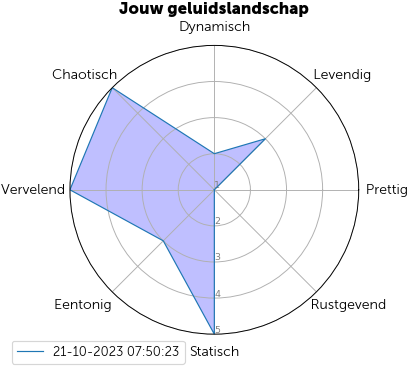 Jouw geluidslandschap
Dynamisch
Chaotisch
Levendig
Vervelend
1
Prettig
2
3
4
Eentonig
Rustgevend
5
21-10-2023 07:50:23
Statisch